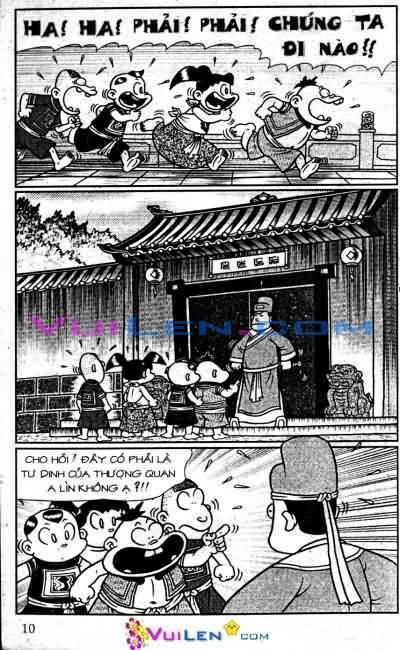 HA! HA! PHẢI! PHẢI! CHÚNG TA
ĐI NÀO!!
VUILEN.COM
CHO HỎI! ĐÂY CÓ PHẢI LÀ
TƯ DINH CỦA THƯỢNG QUAN
A LÌN KHÔNG Ạ?!!
10
VUILEN.COM